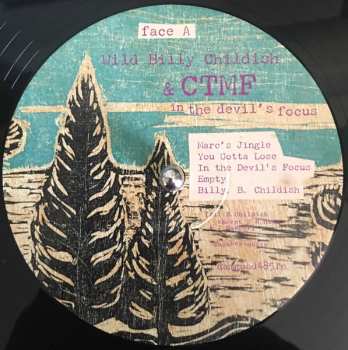 face A
Wild Billy Childish
& CTMF
in the devil's focus
Marc's Jingle
You Gotta Lose
In the Devil's Focus
Empty
Billy. B. Childish